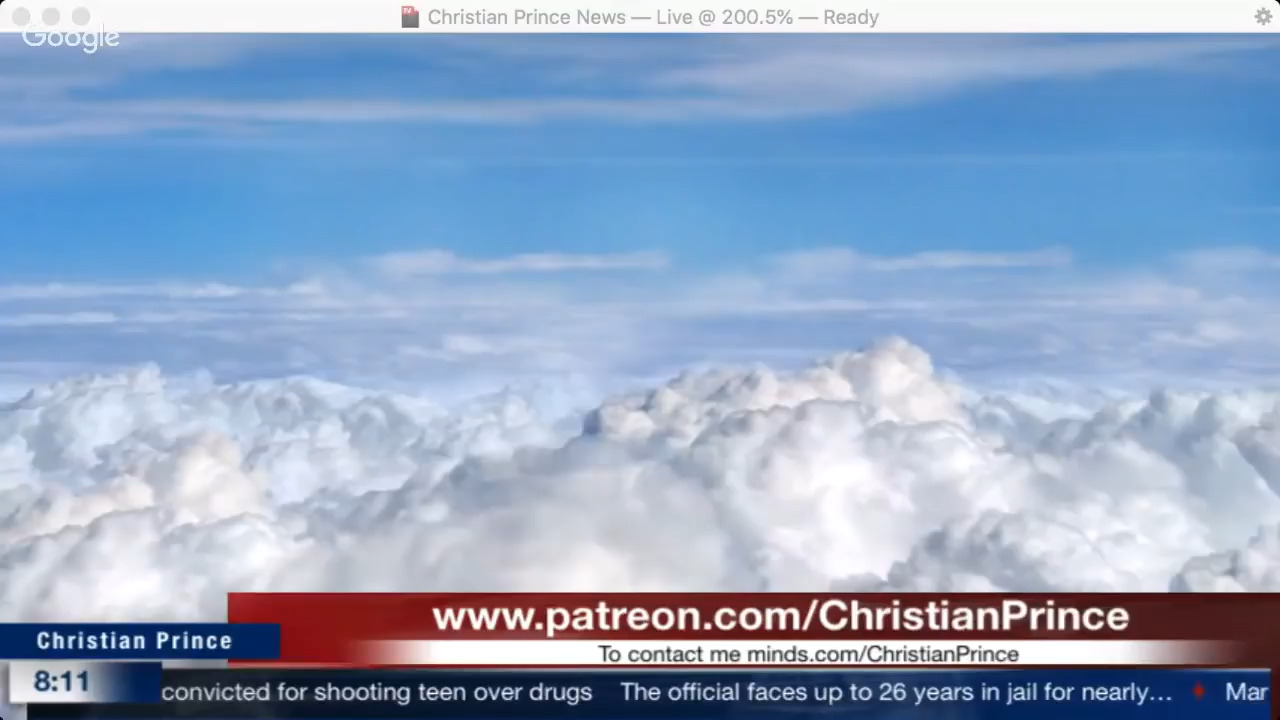 Christian Prince News — Live @ 200.5% — Ready
Google
www.patreon.com/ChristianPrince
Christian Prince
To contact me minds.com/ChristianPrince
8:11
convicted for shooting teen over drugs The official faces up to 26 years in jail for nearly... Mar